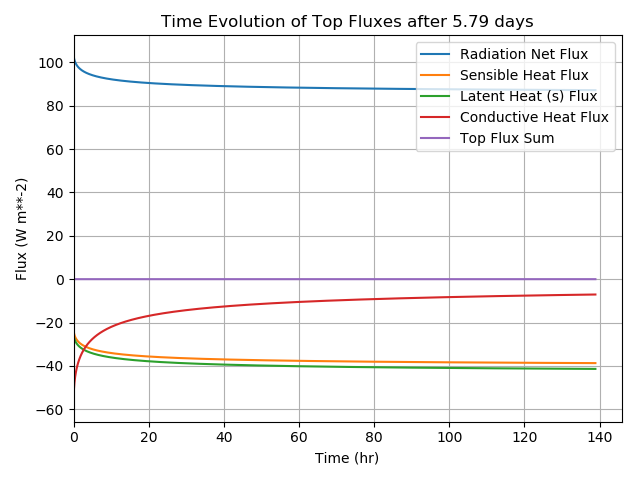 Time Evolution of Top Fluxes after 5.79 days
Flux (W m**-2)
100
80
60
40
20
0
−20
−40
−60
Radiation Net Flux
Sensible Heat Flux
Latent Heat (s) Flux
Conductive Heat Flux
Top Flux Sum
0 20 40 60 80 100 120 140
Time (hr)